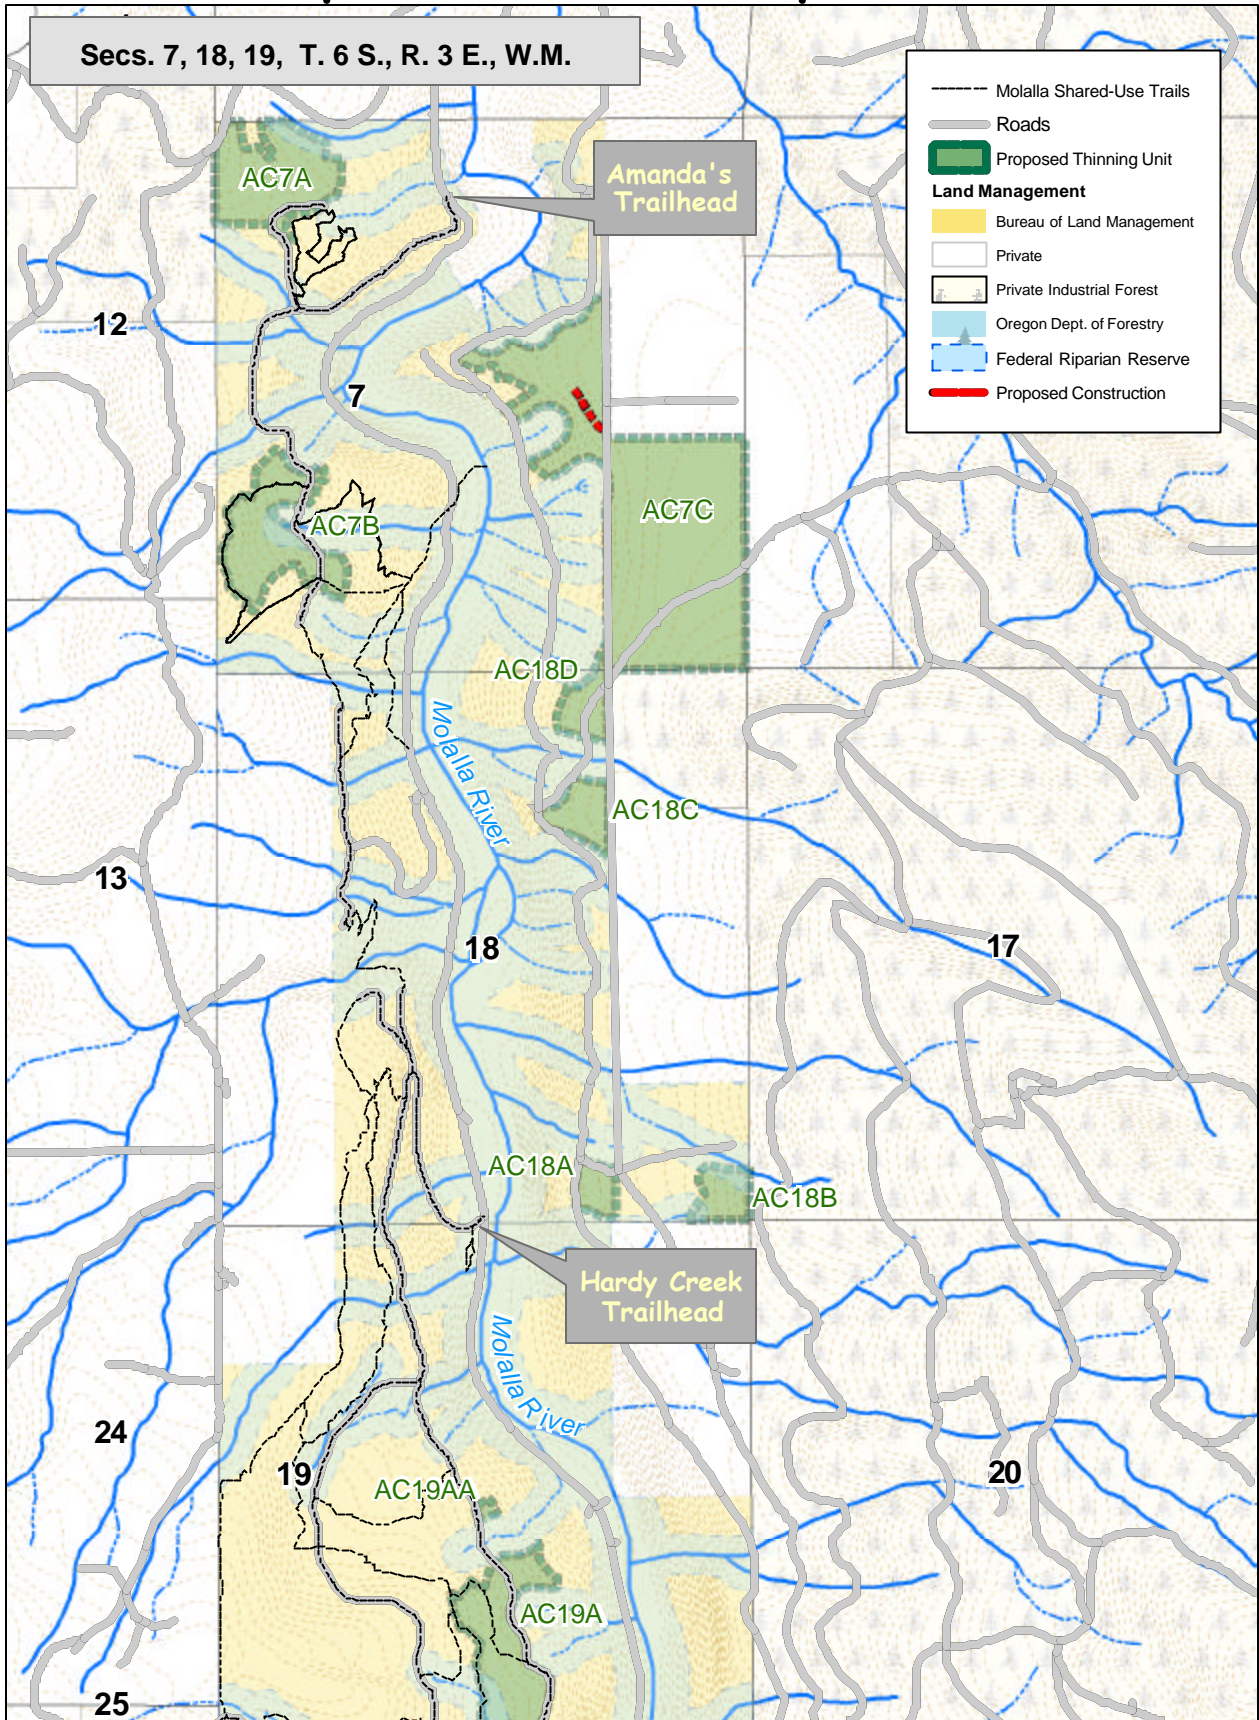 Secs. 7, 18, 19, T. 6 S., R. 3 E., W.M.
Molalla Shared-Use Trails
Roads
Proposed Thinning Unit
Land Management
Bureau of Land Management
Private
Private Industrial Forest
Oregon Dept. of Forestry
Federal Riparian Reserve
Proposed Construction
AC7A
Amanda's
Trailhead
12
7
AC7B
AC7C
AC18D
Molalla River
AC18C
13
18
17
AC18A
AC18B
Hardy Creek
Trailhead
Molalla River
24
19
AC19AA
20
AC19A
25